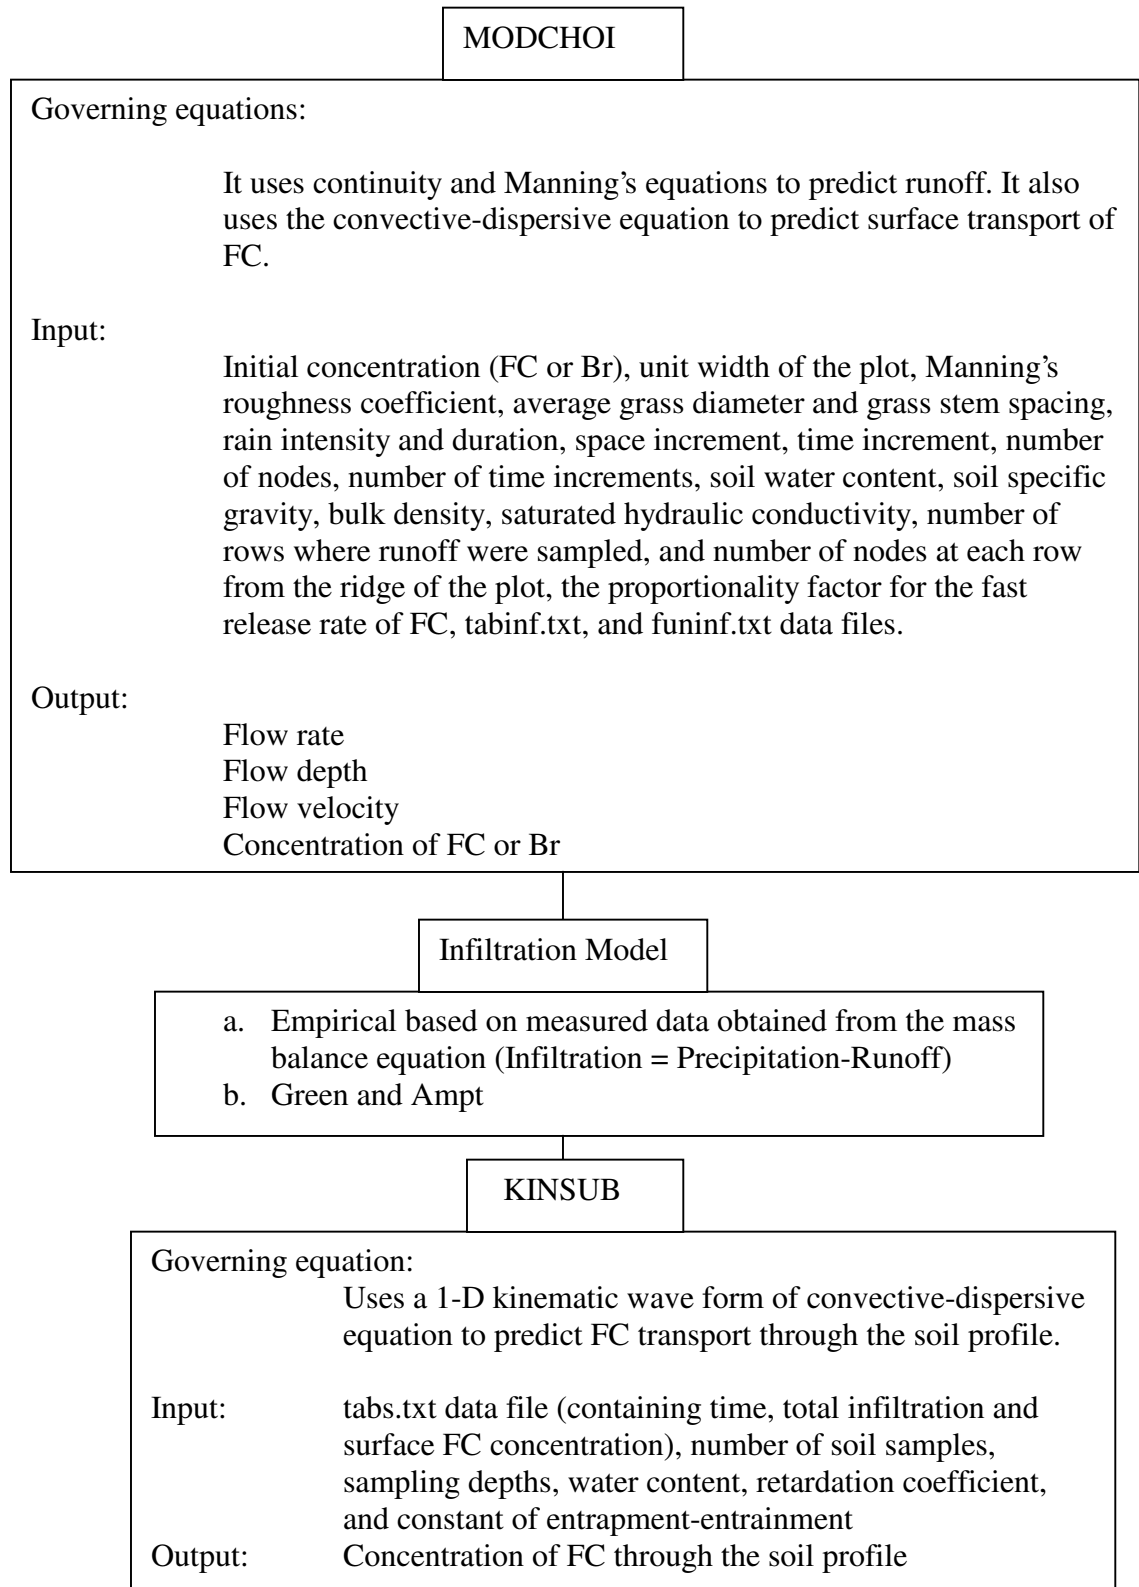 MODCHOI
Governing equations:
It uses continuity and Manning's equations to predict runoff. It also
uses the convective-dispersive equation to predict surface transport of
FC.
Input:
Initial concentration (FC or Br), unit width of the plot, Manning's
roughness coefficient, average grass diameter and grass stem spacing,
rain intensity and duration, space increment, time increment, number
of nodes, number of time increments, soil water content, soil specific
gravity, bulk density, saturated hydraulic conductivity, number of
rows where runoff were sampled, and number of nodes at each row
from the ridge of the plot, the proportionality factor for the fast
release rate of FC, tabinf.txt, and funinf.txt data files.
Output:
Flow rate
Flow depth
Flow velocity
Concentration of FC or Br
Infiltration Model
a. Empirical based on measured data obtained from the mass
balance equation (Infiltration = Precipitation-Runoff)
b. Green and Ampt
KINSUB
Governing equation:
Uses a 1-D kinematic wave form of convective-dispersive
equation to predict FC transport through the soil profile.
Input: tabs.txt data file (containing time, total infiltration and
surface FC concentration), number of soil samples,
sampling depths, water content, retardation coefficient,
and constant of entrapment-entrainment
Output: Concentration of FC through the soil profile